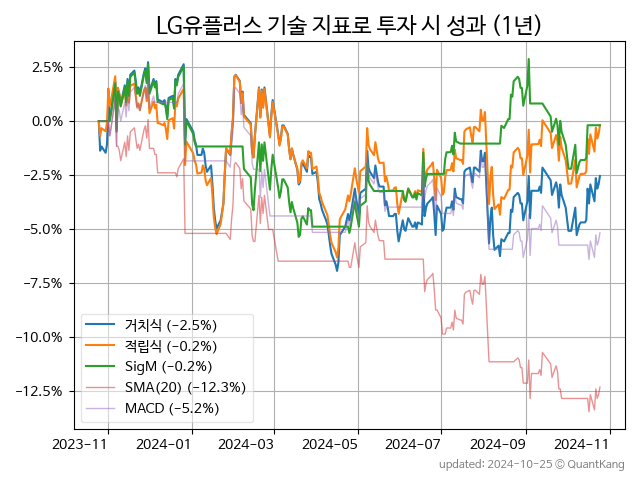 LG유플러스 기술 지표로 투자 시 성과 (1년)
2.5%
0.0%
−2.5%
−5.0%
−7.5%
−10.0%
−12.5%
거치식 (−2.5%)
적립식 (−0.2%)
SigM (−0.2%)
SMA(20) (−12.3%)
MACD (−5.2%)
2023−11 2024−01 2024−03 2024−05 2024−07 2024−09 2024−11
updated: 2024-10-25 © QuantKang